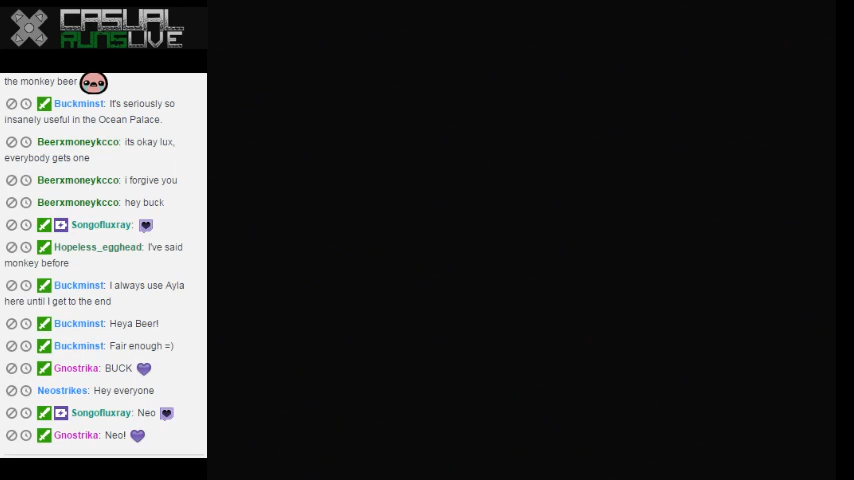 CASUAL
RUNSLIVE
the monkey beer
Buckminst: It's seriously so
insanely useful in the Ocean Palace.
Beerxmoneykcco: its okay lux,
everybody gets one
Beerxmoneykcco: i forgive you
Beerxmoneykcco: hey buck
Songofluxray:
Hopeless_egghead: I've said
monkey before
Buckminst: I always use Ayla
here until I get to the end
Buckminst: Heya Beer!
Buckminst: Fair enough =)
Gnostrika: BUCK
Neostrikes: Hey everyone
Songofluxray: Neo
Gnostrika: Neo!